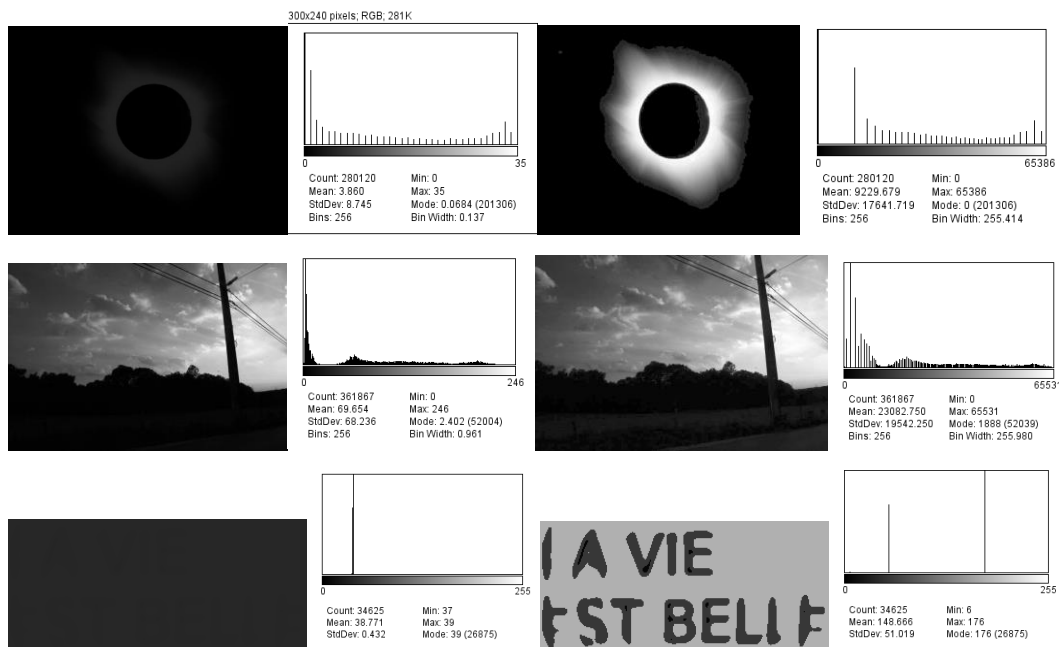 300x240 pixels; RGB; 281K
0 35
Count: 280120 Min: 0
Mean: 3.860 Max: 35
StdDev: 8.745 Mode: 0.0684 (201306)
Bins: 256 Bin Width: 0.137
0 65386
Count: 280120 Min: 0
Mean: 9229.679 Max: 65386
StdDev: 17641.719 Mode: 0 (201306)
Bins: 256 Bin Width: 255.414
0 246
Count: 361867 Min: 0
Mean: 69.654 Max: 246
StdDev: 68.236 Mode: 2.402 (52004)
Bins: 256 Bin Width: 0.961
0 6553
Count: 361867 Min: 0
Mean: 23082.750 Max: 65531
StdDev: 19542.250 Mode: 1888 (52039)
Bins: 256 Bin Width: 255.980
A VIE
0 255
Count: 34625 Min: 37
Mean: 38.771 Max: 39
StdDev: 0.432 Mode: 39 (26875)
A VIE
EST BELLE
0 255
Count: 34625 Min: 6
Mean: 148.666 Max: 176
StdDev: 51.019 Mode: 176 (26875)